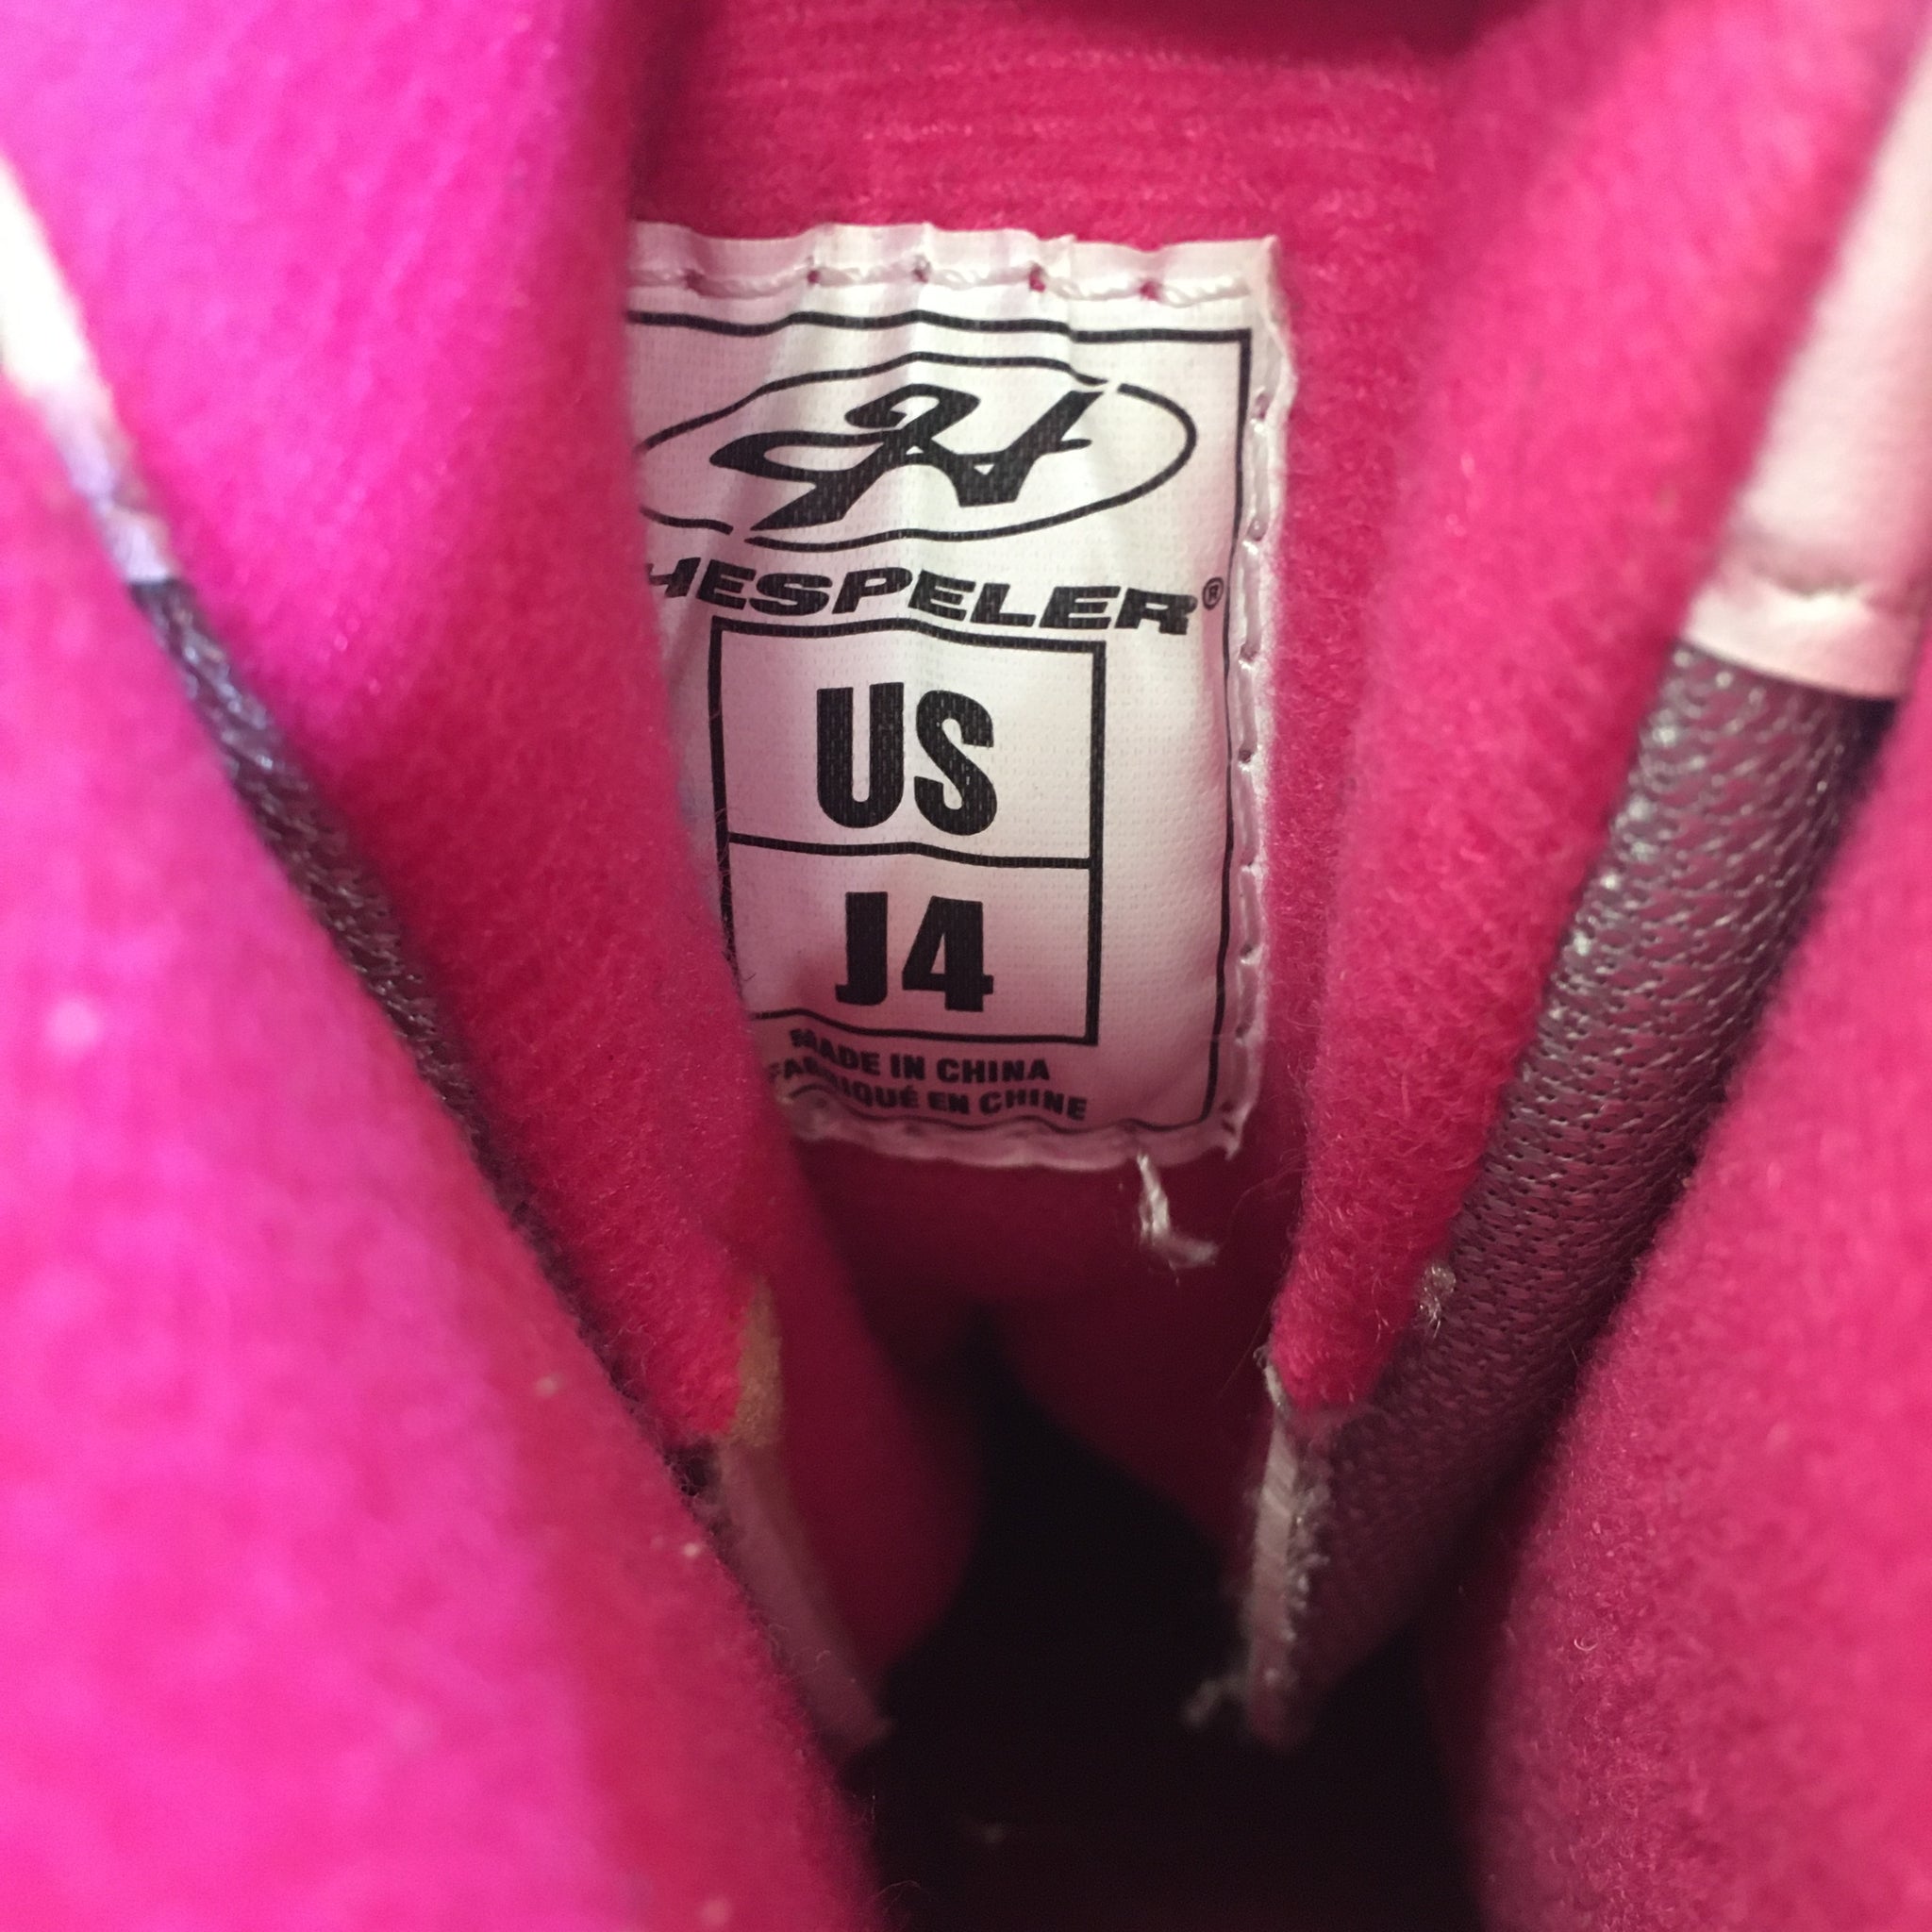 H
HESPELER®
US
J4
MADE IN CHINA
FABRIQUÉ EN CHINE